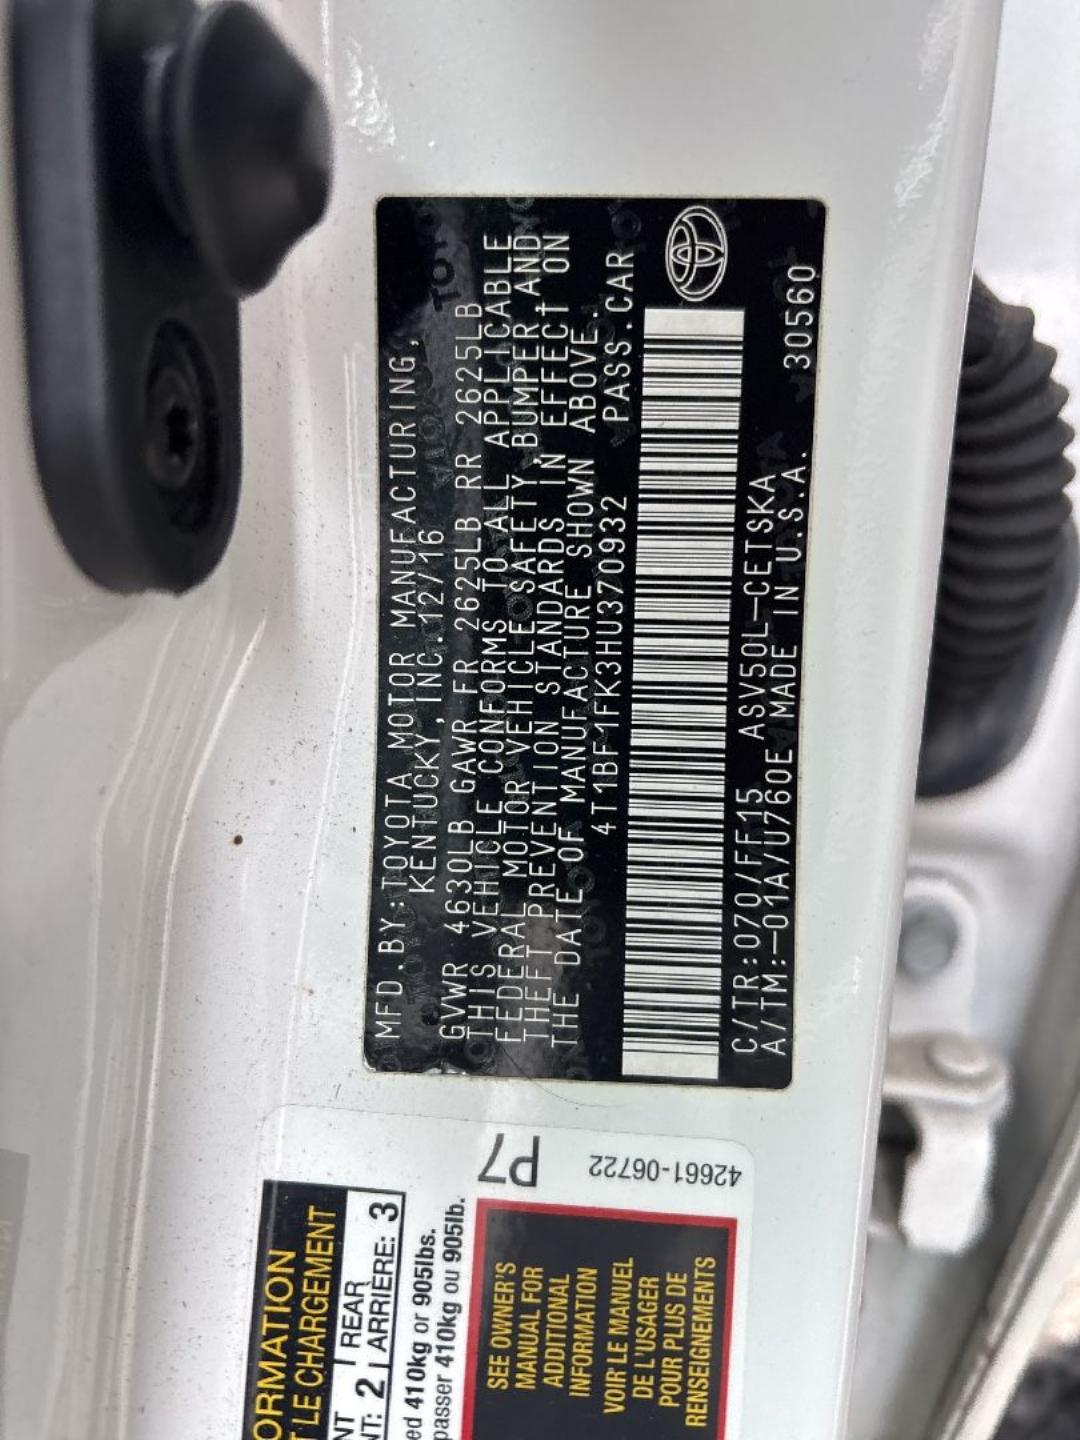 MFD.BY:TOYOTA MOTOR MANUFACTURING,
KENTUCKY,INC.12/16
GVWR 4630LB GAWR FR 2625LB RR 2625LB
THIS VEHICLE CONFORMS TO ALL APPLICABLE
FEDERAL MOTOR VEHICLE SAFETY,BUMPER,AND
THEFT PREVENTION STANDARDS IN EFFECT ON
THE DATE OF MANUFACTURE SHOWN ABOVE.
4T1BF1FK3HU370932 PASS.CAR
C/TR:070/FF15 ASV50L-CETSKA
A/TM:-01A/U760E MADE IN U.S.A. 30560
P7
42661-06722
ORMATION
T LE CHARGEMENT
NT REAR
NT: 2 ARRIERE: 3
ed 410kg or 905lbs.
passer 410kg ou 905lb.
SEE OWNER'S
MANUAL FOR
ADDITIONAL
INFORMATION
VOIR LE MANUEL
DE L'USAGER
POUR PLUS DE
RENSEIGNEMENTS